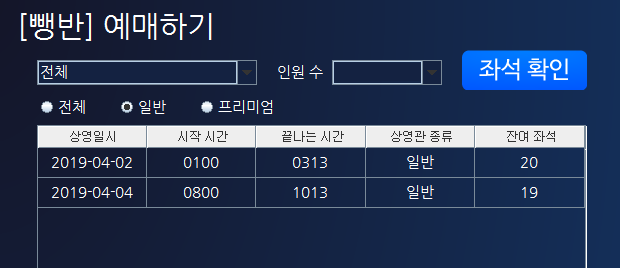 [뺑반] 예매하기
전체 인원 수 좌석 확인
전체 일반 프리미엄
상영일시 시작 시간 끝나는 시간 상영관 종류 잔여 좌석
2019-04-02 0100 0313 일반 20
2019-04-04 0800 1013 일반 19